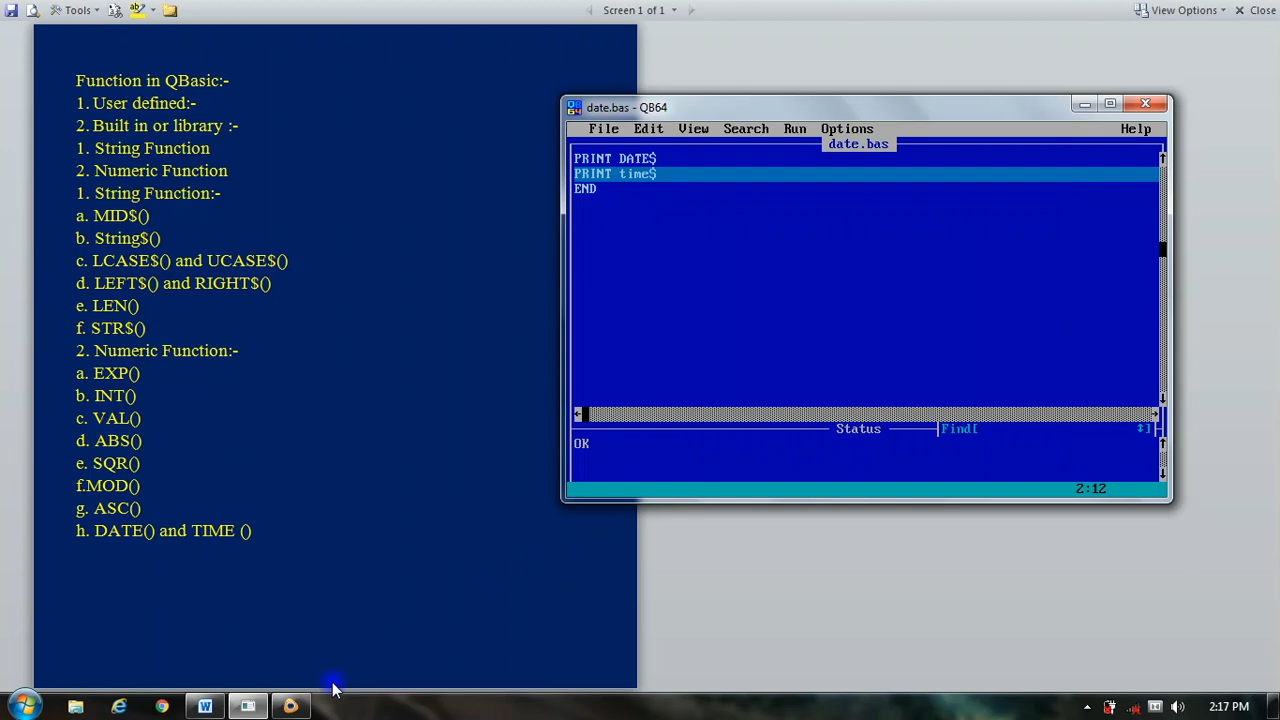 Tools
Screen 1 of 1
View Options
Close
Function in QBasic:-
1. User defined:-
2. Built in or library :-
1. String Function
2. Numeric Function
1. String Function:-
a. MID$()
b. String$()
c. LCASE$() and UCASE$()
d. LEFT$() and RIGHT$()
e. LEN()
f. STR$()
2. Numeric Function:-
a. EXP()
b. INT()
c. VAL()
d. ABS()
e. SQR()
f.MOD()
g. ASC()
h. DATE() and TIME ()
date.bas - QB64
File Edit View Search Run Options Help
date.bas
PRINT DATE$
PRINT time$
END
Status
Find[
OK
2:12
2:17 PM